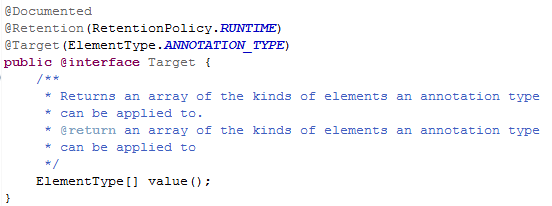 @Documented
@Retention(RetentionPolicy.RUNTIME)
@Target(ElementType.ANNOTATION_TYPE)
public @interface Target {
    /**
     * Returns an array of the kinds of elements an annotation type
     * can be applied to.
     * @return an array of the kinds of elements an annotation type
     * can be applied to
     */
    ElementType[] value();
}